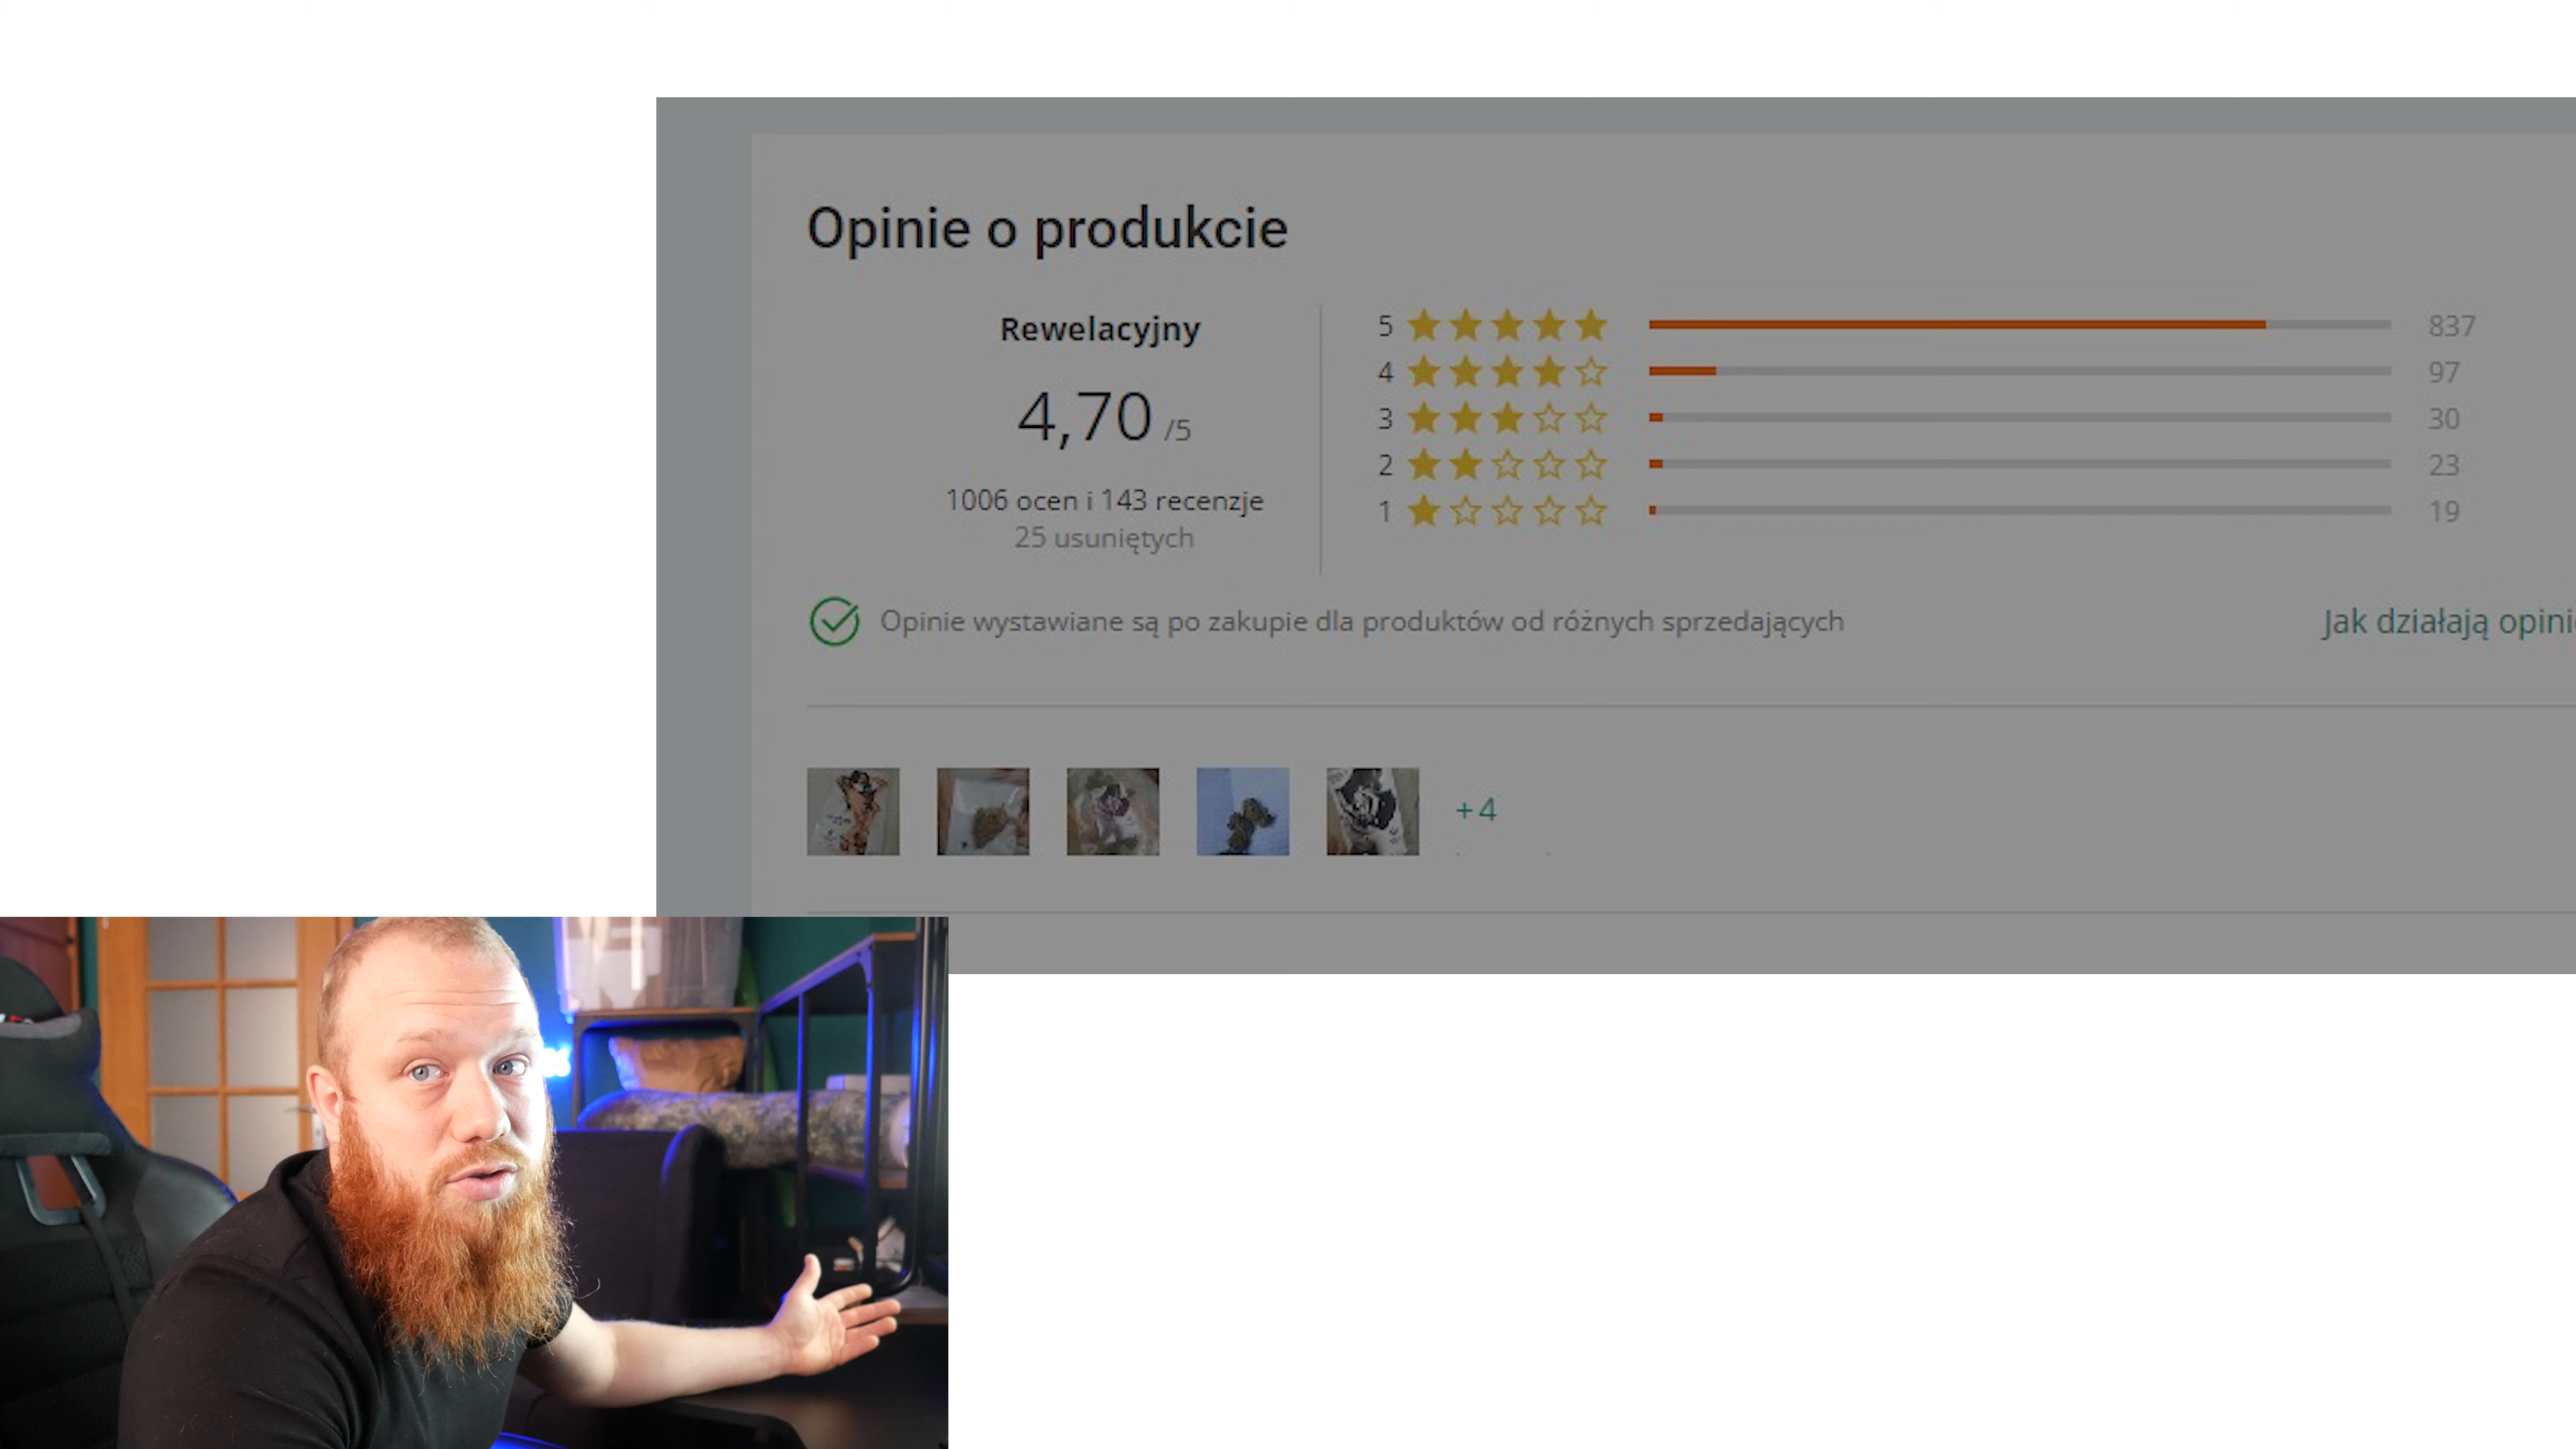 Opinie o produkcie
Rewelacyjny
4,70 /5
1006 ocen i 143 recenzje
25 usuniętych
5 837
4 97
3 30
2 23
1 19
Opinie wystawiane są po zakupie dla produktów od różnych sprzedających
Jak działają opini
+4